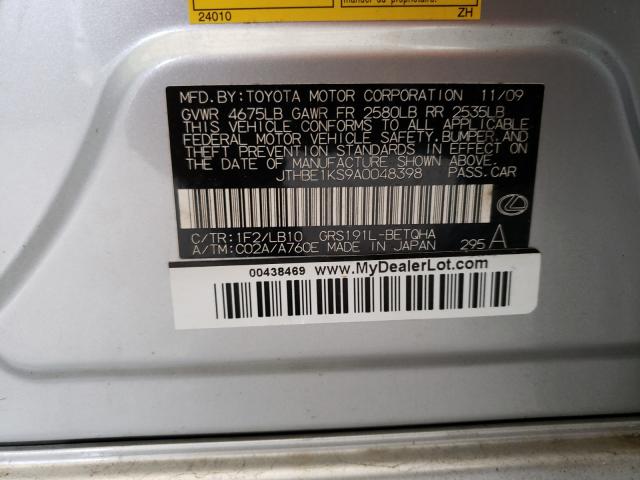 marque du propriétaire.
24010 ZH
MFD. BY: TOYOTA MOTOR CORPORATION 11/09
GVWR 4675LB GAWR FR 2580LB RR 2535LB
THIS VEHICLE CONFORMS TO ALL APPLICABLE
FEDERAL MOTOR VEHICLE SAFETY, BUMPER, AND
THEFT PREVENTION STANDARDS IN EFFECT ON
THE DATE OF MANUFACTURE SHOWN ABOVE.
JTHBE1KS9A0048398 PASS. CAR
C/TR: 1F2/LB10 GRS191L-BETQHA
A/TM: C02A/A760E MADE IN JAPAN 295 A
00438469 www.MyDealerLot.com